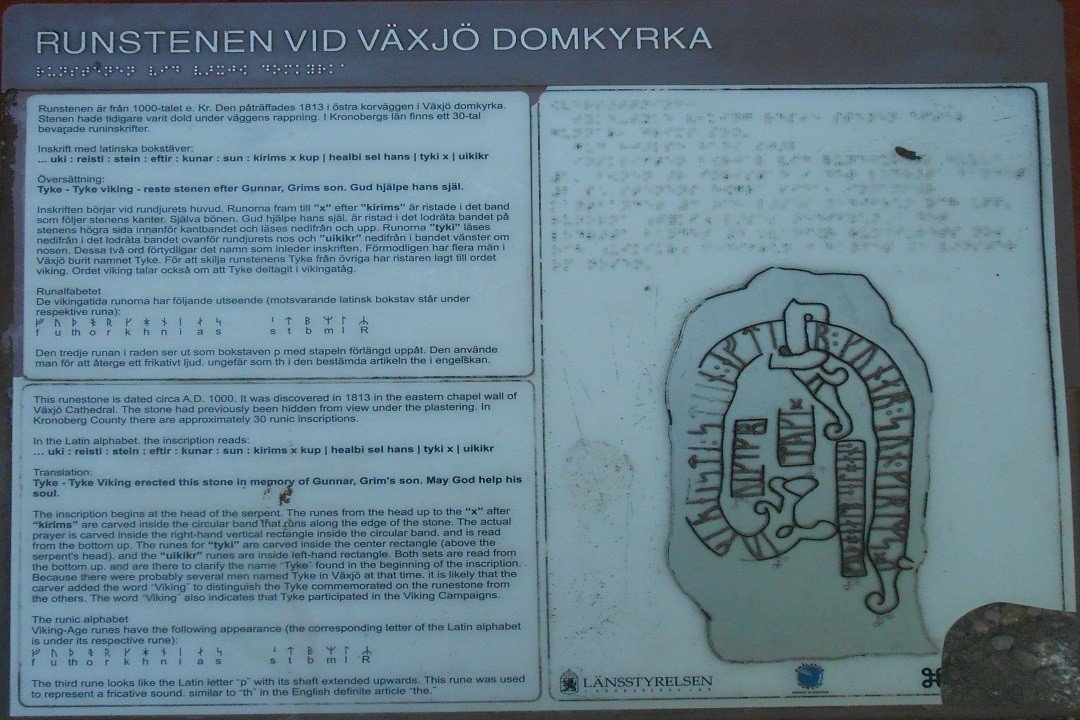 RUNSTENEN VID VÄXJÖ DOMKYRKA
Runstenen är från 1000-talet e. Kr. Den påträffades 1813 i östra korväggen i Växjö domkyrka.
Stenen hade tidigare varit dold under väggens rappning. I Kronobergs län finns ett 30-tal
bevarade runinskrifter.
Inskrift med latinska bokstäver:
... uki : reisti : stein : eftir : kunar : sun : kirims x kup | healbi sel hans | tyki x | uikikr
Översättning:
Tyke - Tyke viking - reste stenen efter Gunnar, Grims son. Gud hjälpe hans själ.
Inskriften börjar vid rundjurets huvud. Runorna fram till "x" efter "kirims" är ristade i det band
som följer stenens kanter. Själva bönen. Gud hjälpe hans själ. är ristad i det lodräta bandet på
stenens högra sida innanför kantbandet och läses nedifrån och upp. Runorna "tyki" läses
nedifrån i det lodräta bandet ovanför rundjurets nos och "uikikr" nedifrån i bandet vänster om
nosen. Dessa två ord förtydligar det namn som inleder inskriften. Förmodligen har flera män i
Växjö burit namnet Tyke. För att skilja runstenens Tyke från övriga har ristaren lagt till ordet
viking. Ordet viking talar också om att Tyke deltagit i vikingatåg.
Runalfabetet
De vikingatida runorna har följande utseende (motsvarande latinsk bokstav står under
respektive runa):
ᚠ ᚢ ᚦ ᚬ ᚱ ᚴ ᚼ ᚾ ᛁ ᛅ ᛋ ᛏ ᛒ ᛘ ᛚ ᛦ
f u th o r k h n i a s s t b m l R
Den tredje runan i raden ser ut som bokstaven p med stapeln förlängd uppåt. Den använde
man för att återge ett frikativt ljud. ungefär som th i den bestämda artikeln the i engelskan.
This runestone is dated circa A.D. 1000. It was discovered in 1813 in the eastern chapel wall of
Växjö Cathedral. The stone had previously been hidden from view under the plastering. In
Kronoberg County there are approximately 30 runic inscriptions.
In the Latin alphabet. the inscription reads:
... uki : reisti : stein : eftir : kunar : sun : kirims x kup | healbi sel hans | tyki x | uikikr
Translation:
Tyke - Tyke Viking erected this stone in memory of Gunnar, Grim's son. May God help his
soul.
The inscription begins at the head of the serpent. The runes from the head up to the "x" after
"kirims" are carved inside the circular band that runs along the edge of the stone. The actual
prayer is carved inside the right-hand vertical rectangle inside the circular band. and is read
from the bottom up. The runes for "tyki" are carved inside the center rectangle (above the
serpent's head). and the "uikikr" runes are inside left-hand rectangle. Both sets are read from
the bottom up. and are there to clarify the name "Tyke" found in the beginning of the inscription.
Because there were probably several men named Tyke in Växjö at that time, it is likely that the
carver added the word "Viking" to distinguish the Tyke commemorated on the runestone from
the others. The word "Viking" also indicates that Tyke participated in the Viking Campaigns.
The runic alphabet
Viking-Age runes have the following appearance (the corresponding letter of the Latin alphabet
is under its respective rune):
ᚠ ᚢ ᚦ ᚬ ᚱ ᚴ ᚼ ᚾ ᛁ ᛅ ᛋ ᛏ ᛒ ᛘ ᛚ ᛦ
f u th o r k h n i a s s t b m l R
The third rune looks like the Latin letter "p" with its shaft extended upwards. This rune was used
to represent a fricative sound. similar to "th" in the English definite article "the."
LÄNSSTYRELSEN